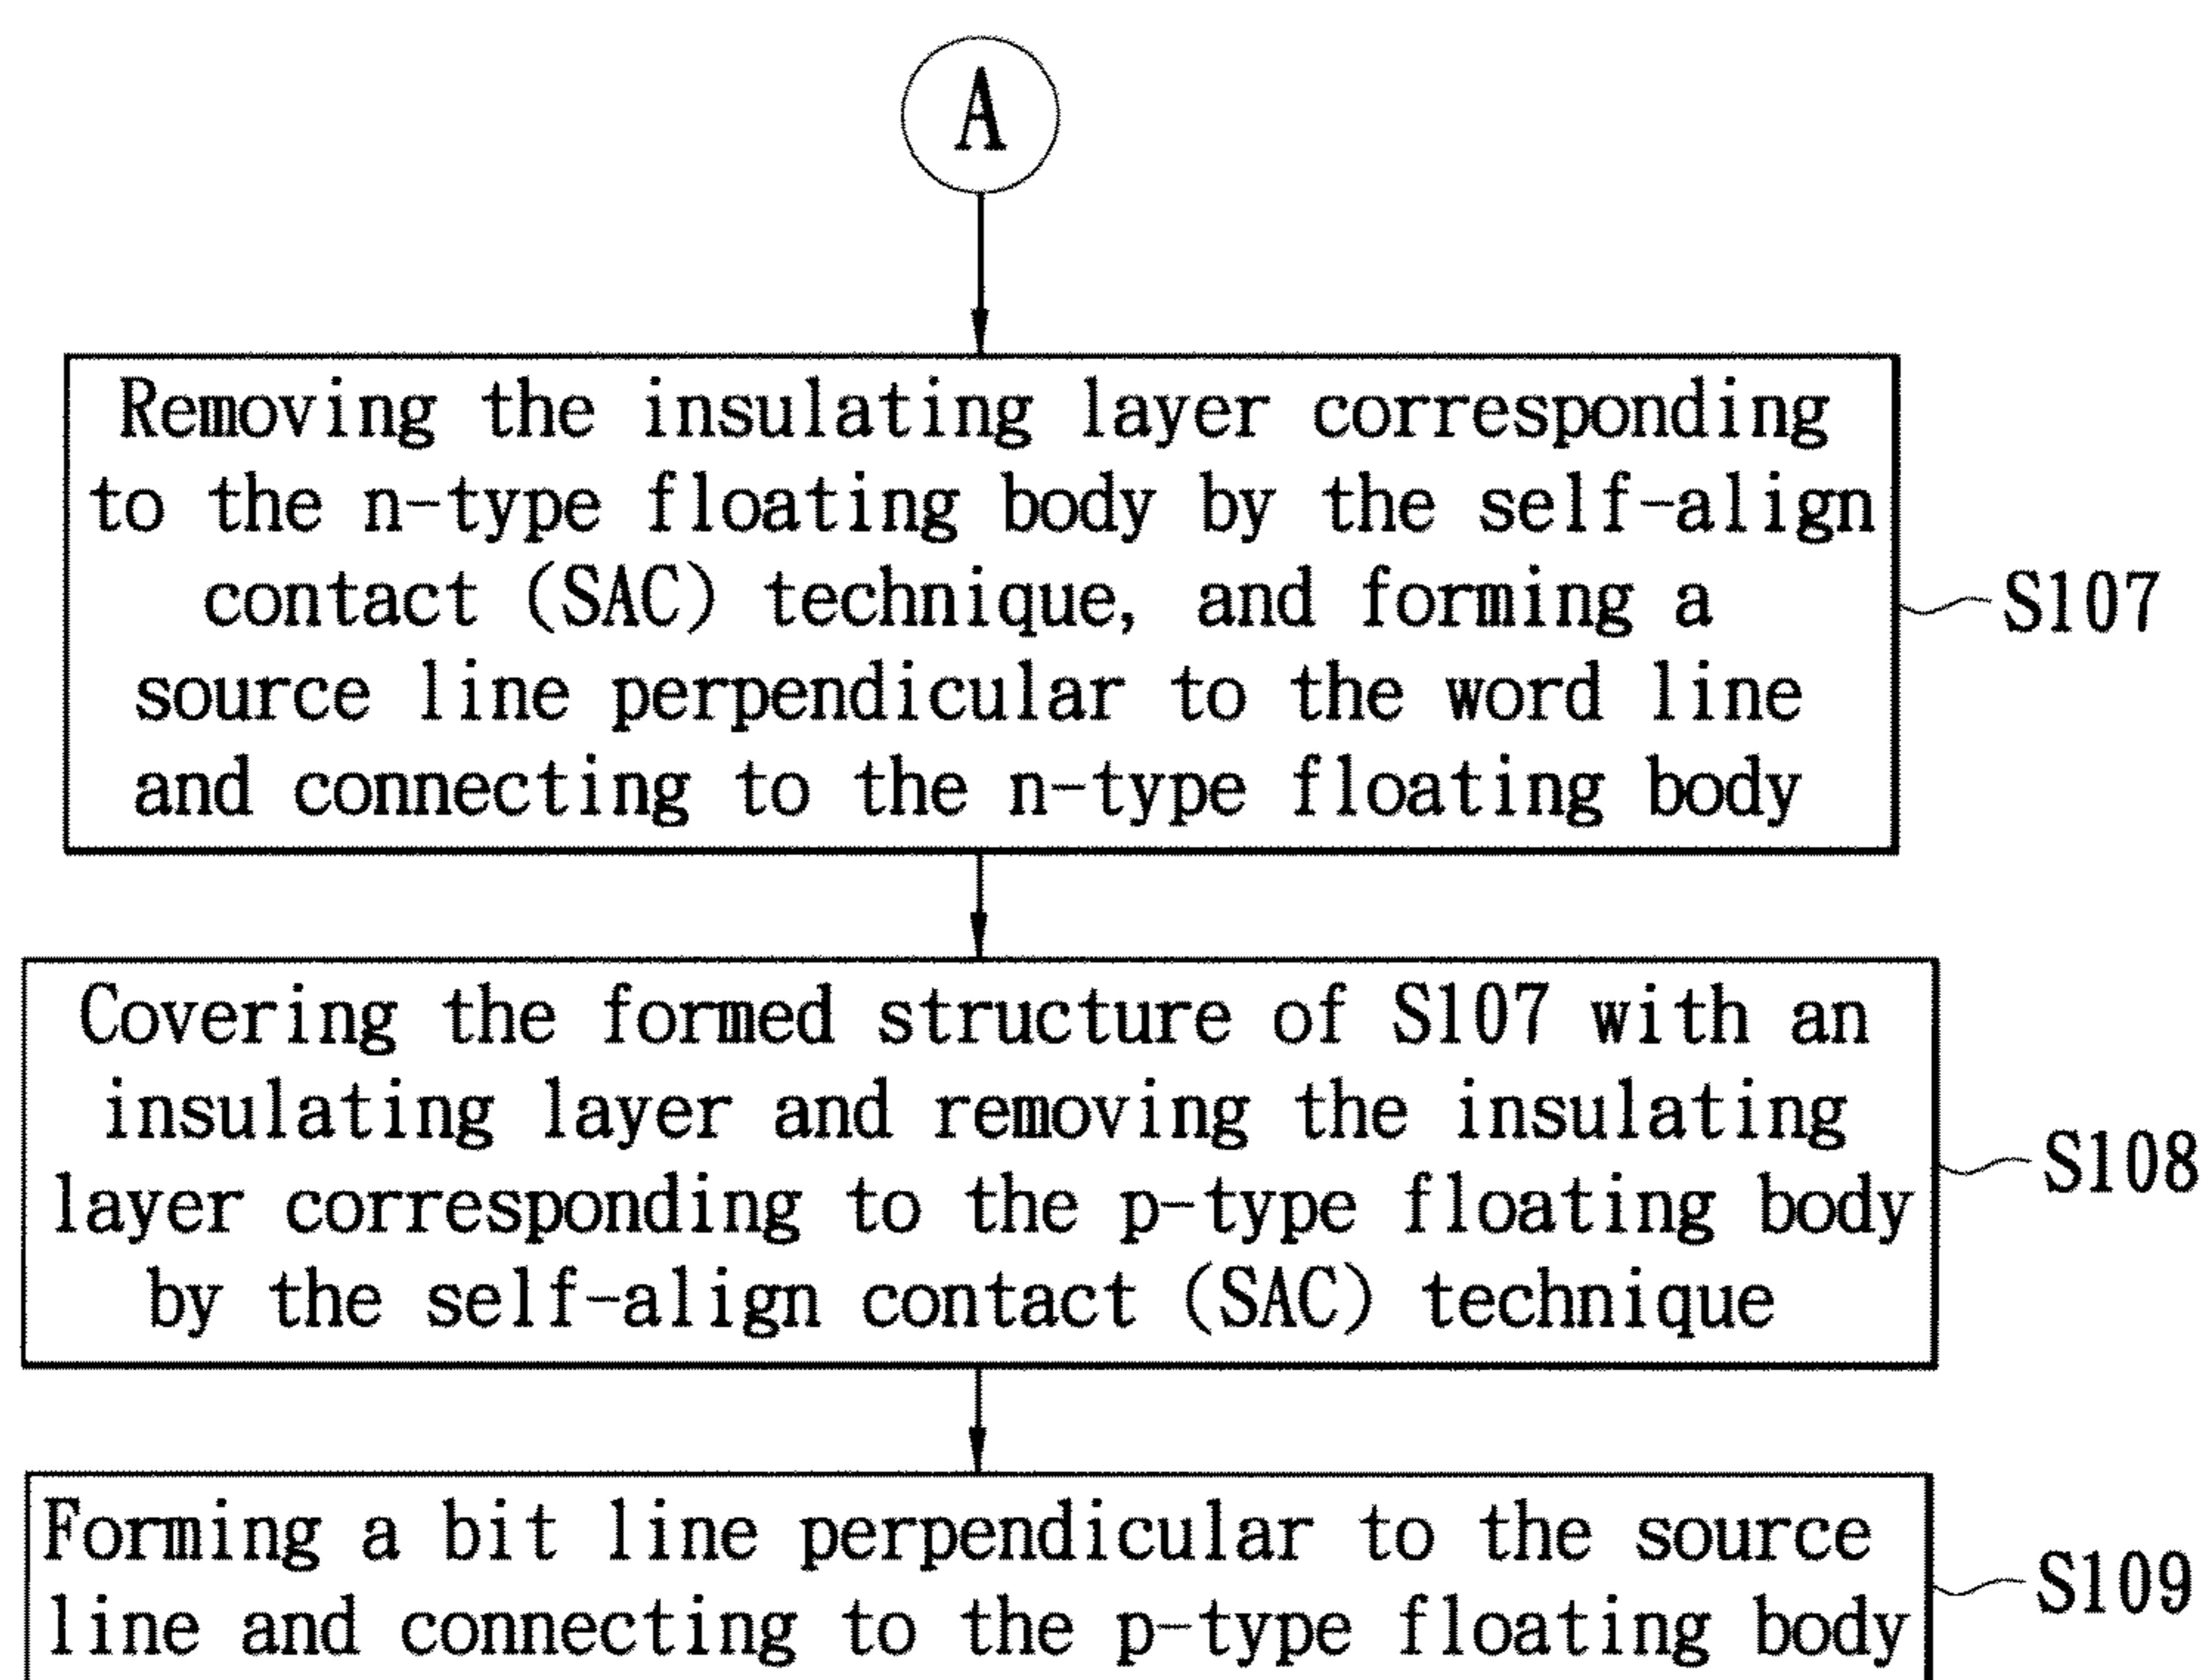 A
Removing the insulating layer corresponding
to the n-type floating body by the self-align
contact (SAC) technique, and forming a
source line perpendicular to the word line
and connecting to the n-type floating body
S107
Covering the formed structure of S107 with an
insulating layer and removing the insulating
layer corresponding to the p-type floating body
by the self-align contact (SAC) technique
S108
Forming a bit line perpendicular to the source
line and connecting to the p-type floating body
S109